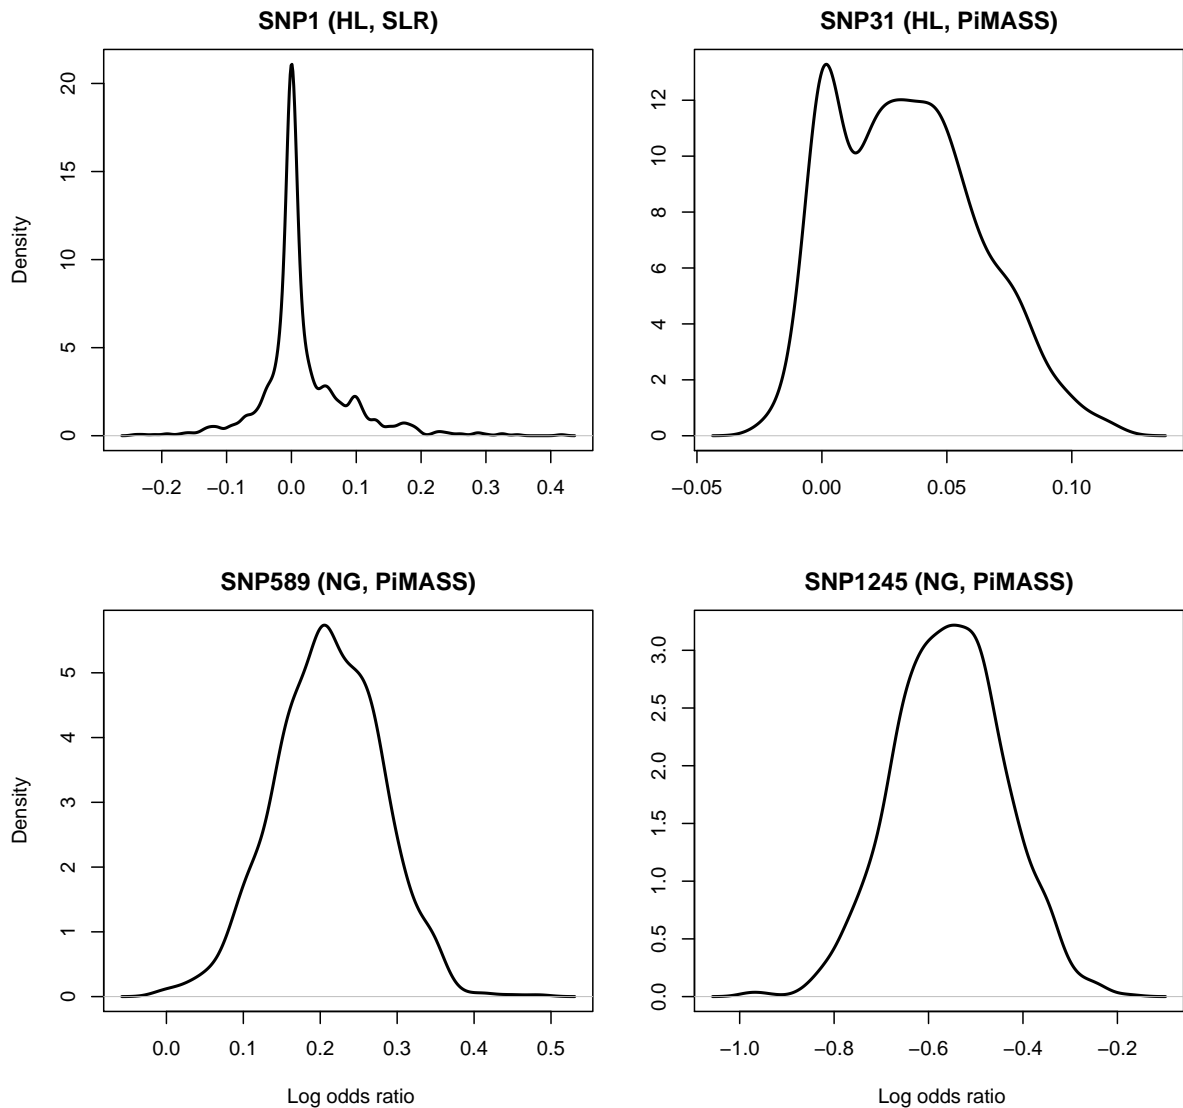 SNP1 (HL, SLR)
SNP31 (HL, PiMASS)
Density
20
15
10
5
0
−0.2 −0.1 0.0 0.1 0.2 0.3 0.4
12
10
8
6
4
2
0
−0.05 0.00 0.05 0.10
SNP589 (NG, PiMASS)
SNP1245 (NG, PiMASS)
Density
5
4
3
2
1
0
0.0 0.1 0.2 0.3 0.4 0.5
Log odds ratio
3.0
2.5
2.0
1.5
1.0
0.5
0.0
−1.0 −0.8 −0.6 −0.4 −0.2
Log odds ratio